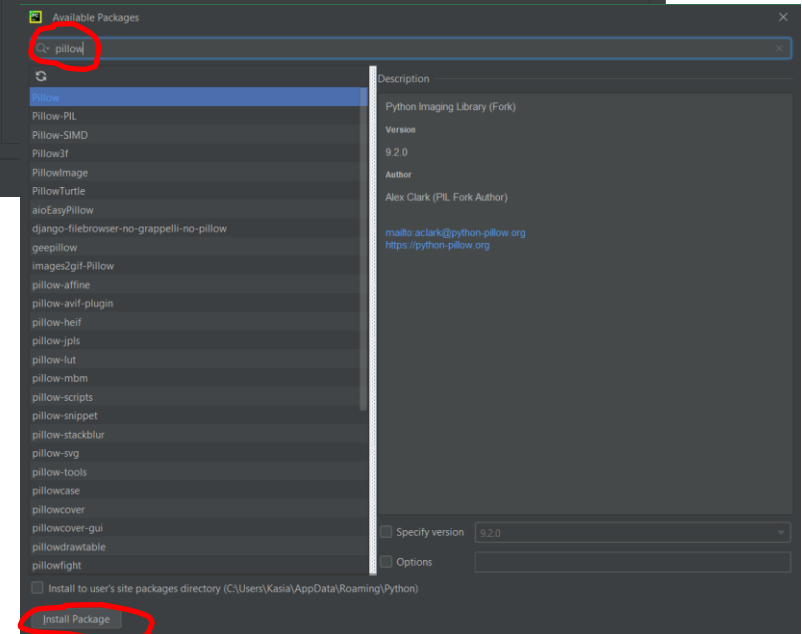 Available Packages
pillow
Pillow
Pillow-PIL
Pillow-SIMD
Pillow3f
PillowImage
PillowTurtle
aioEasyPillow
django-filebrowser-no-grappelli-no-pillow
geepillow
images2gif-Pillow
pillow-affine
pillow-avif-plugin
pillow-heif
pillow-jpls
pillow-lut
pillow-mbm
pillow-scripts
pillow-snippet
pillow-stackblur
pillow-svg
pillow-tools
pillowcase
pillowcover
pillowcover-gui
pillowdrawtable
pillowfight
Description
Python Imaging Library (Fork)
Version
9.2.0
Author
Alex Clark (PIL Fork Author)
mailto:aclark@python-pillow.org
https://python-pillow.org
Specify version 9.2.0
Options
Install to user's site packages directory (C:\Users\Kasia\AppData\Roaming\Python)
Install Package